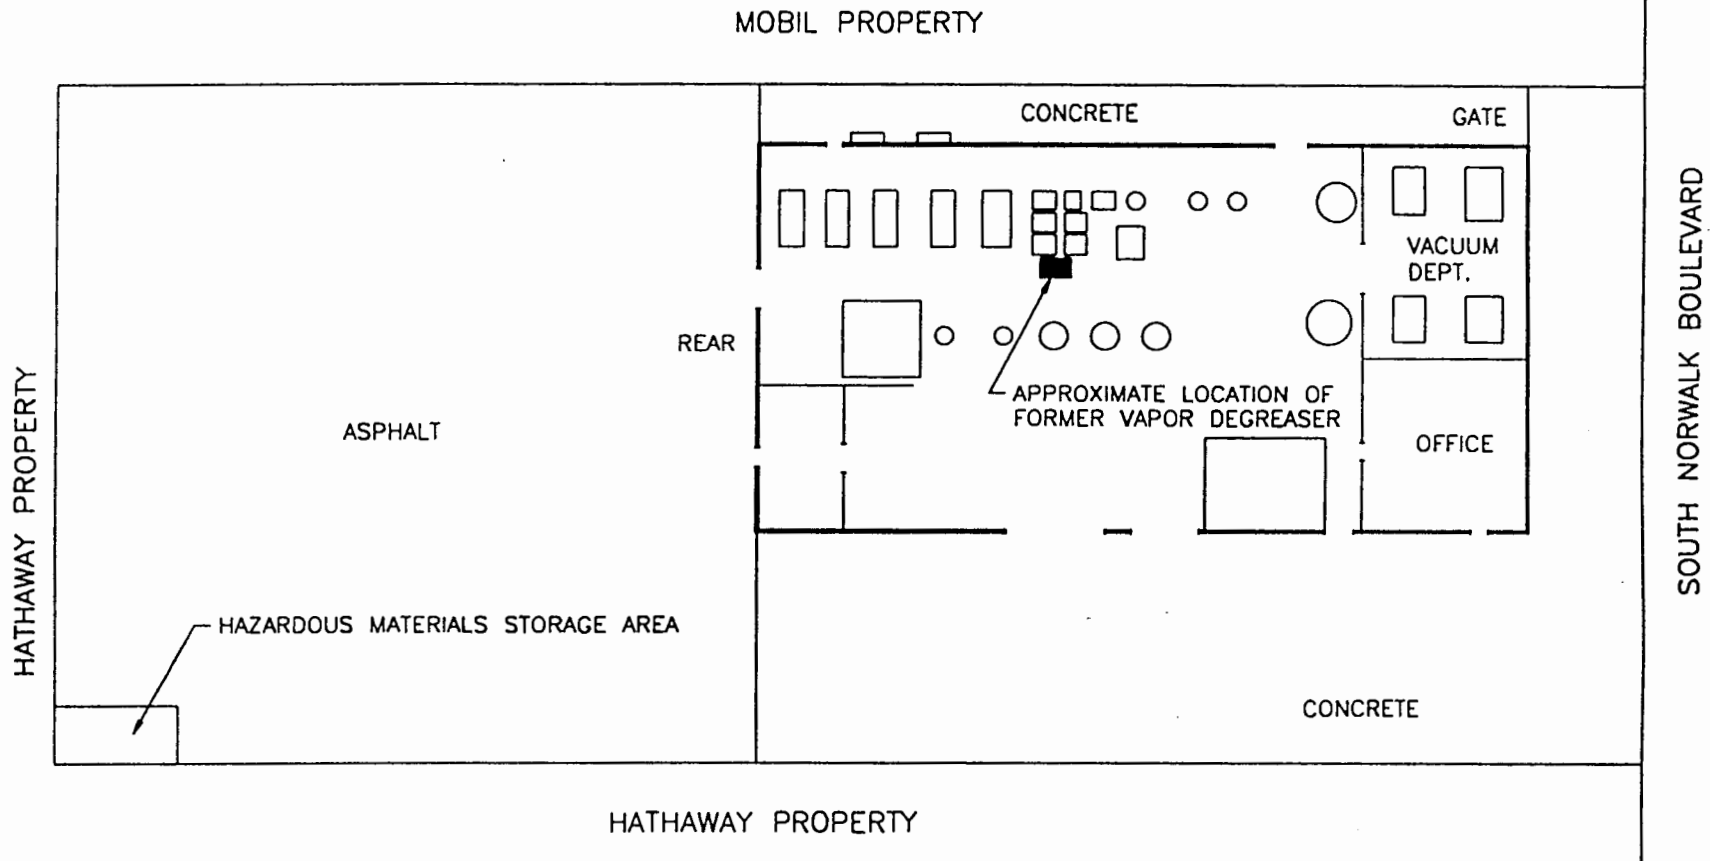 MOBIL PROPERTY
CONCRETE
GATE
VACUUM
DEPT.
REAR
APPROXIMATE LOCATION OF
FORMER VAPOR DEGREASER
ASPHALT
OFFICE
HATHAWAY PROPERTY
SOUTH NORWALK BOULEVARD
HAZARDOUS MATERIALS STORAGE AREA
CONCRETE
HATHAWAY PROPERTY